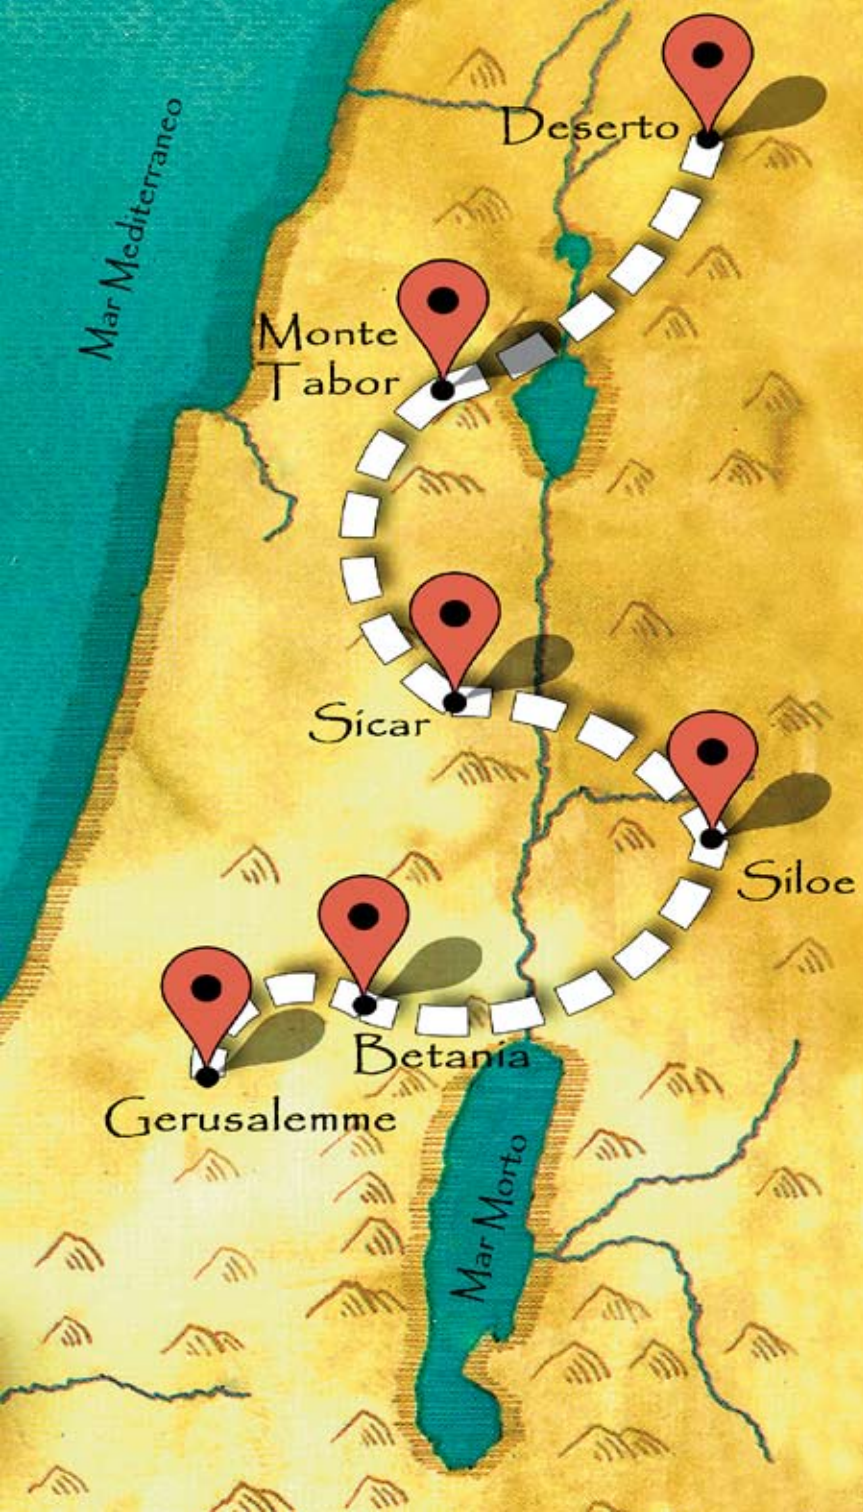 Deserto
Mar Mediterraneo
Monte
Tabor
Sicar
Siloe
Betania
Gerusalemme
Mar Morto